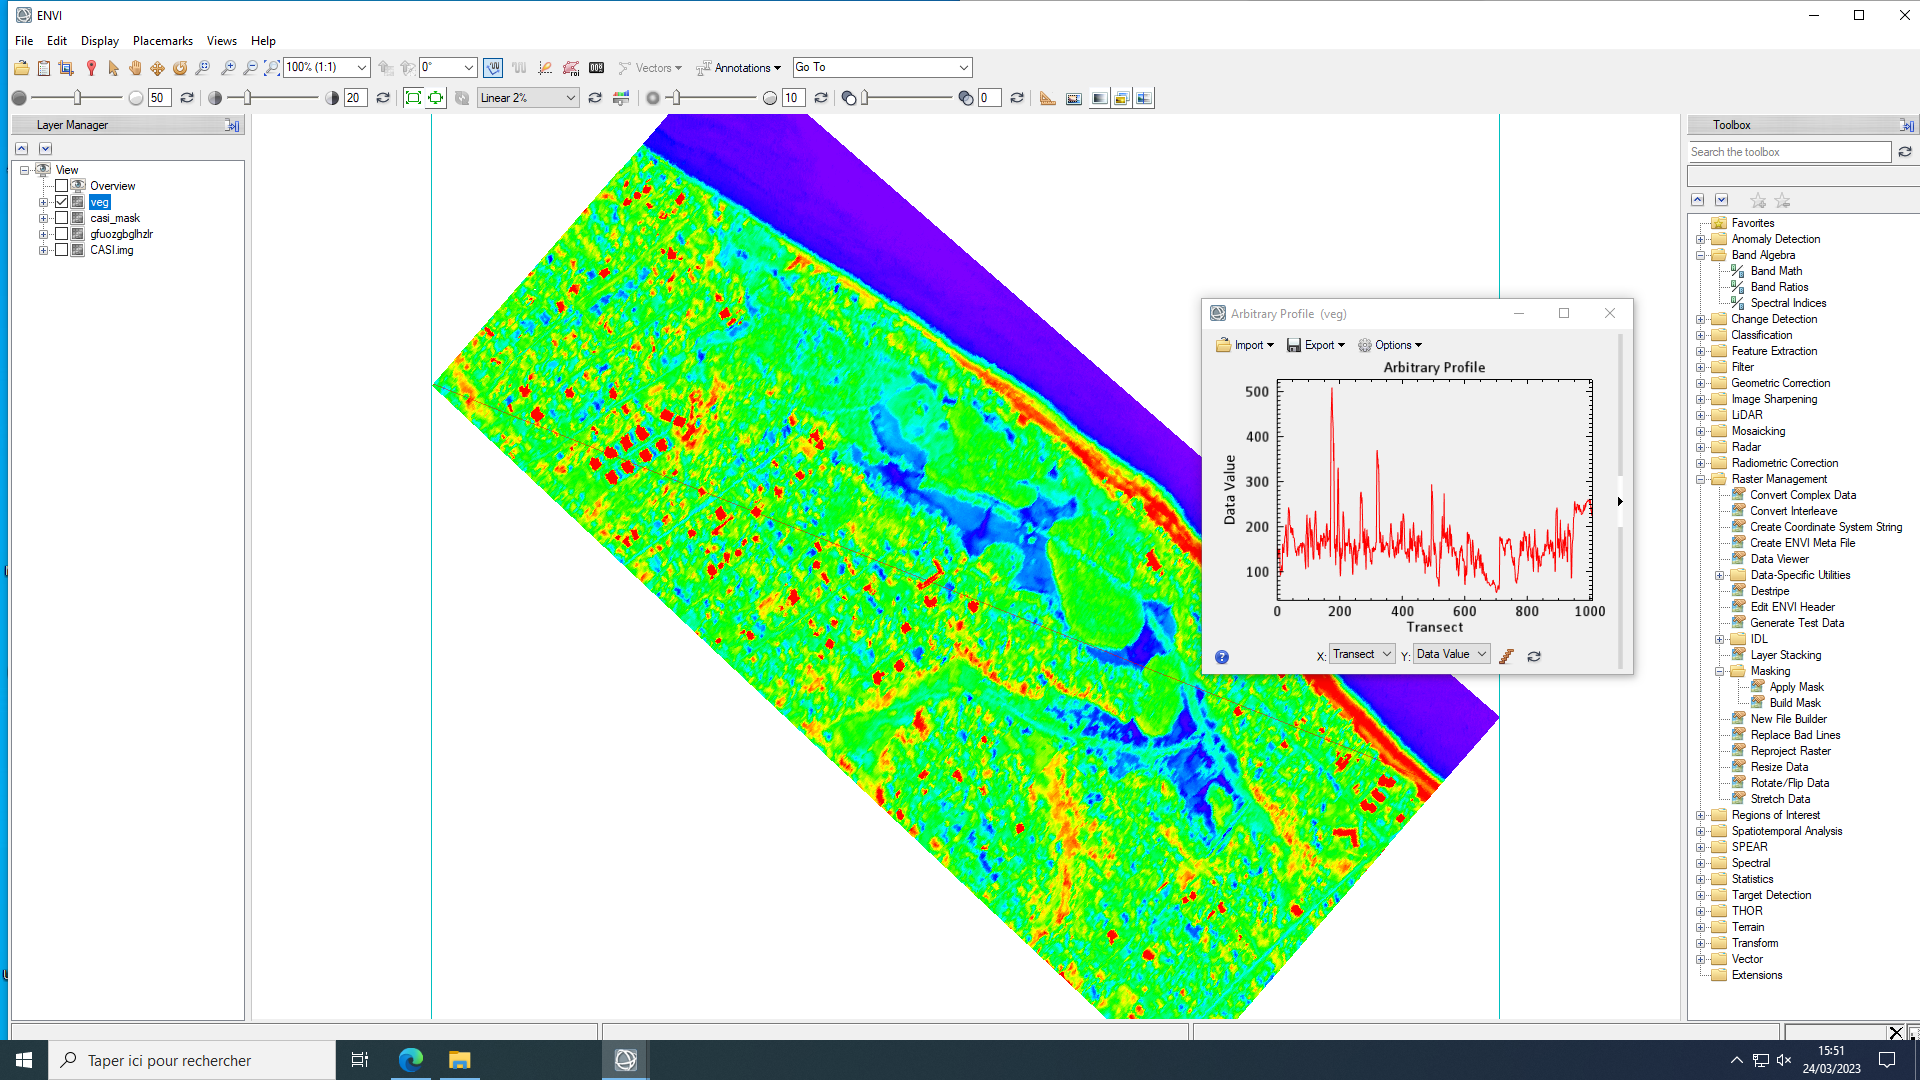 ENVI
File Edit Display Placemarks Views Help
100% (1:1) 0° Vectors Annotations Go To
50 20 Linear 2% 10 0
Layer Manager
View
Overview
veg
casi_mask
gfuozgbglhzlr
CASI.img
Arbitrary Profile (veg)
Import Export Options
Arbitrary Profile
500
400
300
200
100
Data Value
0 200 400 600 800 1000
Transect
X: Transect Y: Data Value
Toolbox
Search the toolbox
Favorites
Anomaly Detection
Band Algebra
Band Math
Band Ratios
Spectral Indices
Change Detection
Classification
Feature Extraction
Filter
Geometric Correction
Image Sharpening
LiDAR
Mosaicking
Radar
Radiometric Correction
Raster Management
Convert Complex Data
Convert Interleave
Create Coordinate System String
Create ENVI Meta File
Data Viewer
Data-Specific Utilities
Destripe
Edit ENVI Header
Generate Test Data
IDL
Layer Stacking
Masking
Apply Mask
Build Mask
New File Builder
Replace Bad Lines
Reproject Raster
Resize Data
Rotate/Flip Data
Stretch Data
Regions of Interest
Spatiotemporal Analysis
SPEAR
Spectral
Statistics
Target Detection
THOR
Terrain
Transform
Vector
Extensions
Taper ici pour rechercher
15:51
24/03/2023